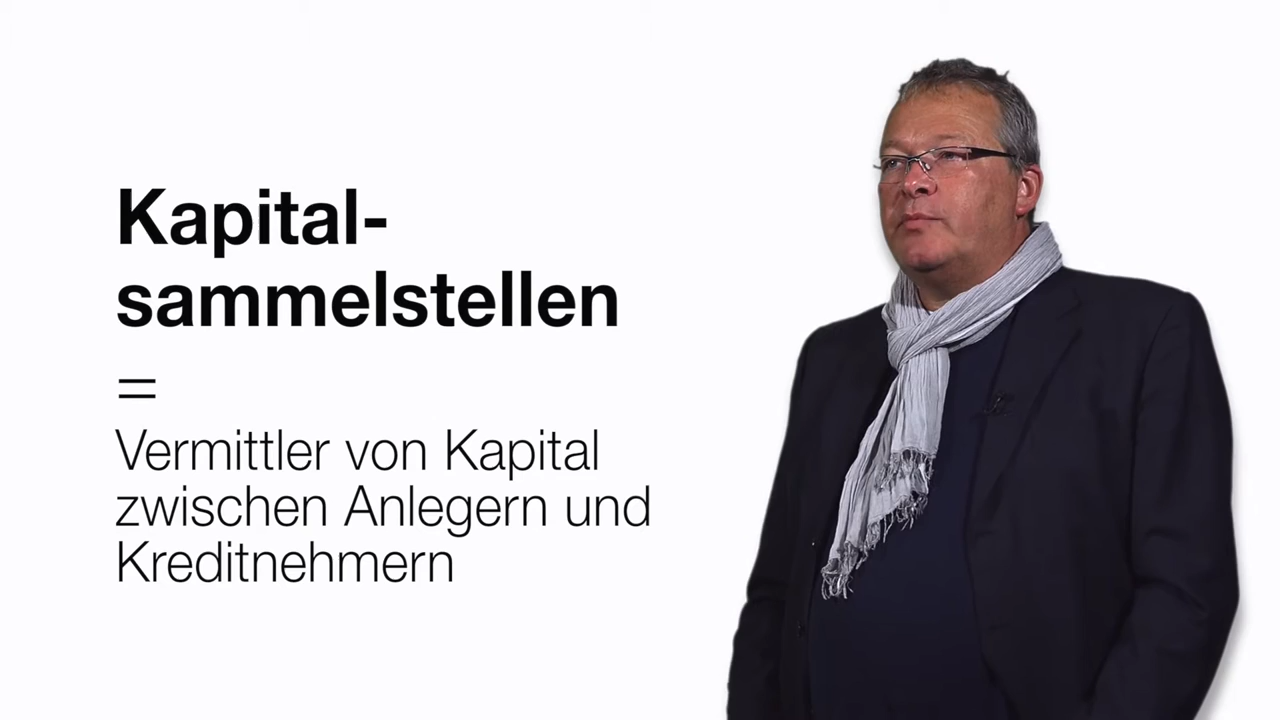 Kapital-
sammelstellen
=
Vermittler von Kapital
zwischen Anlegern und
Kreditnehmern